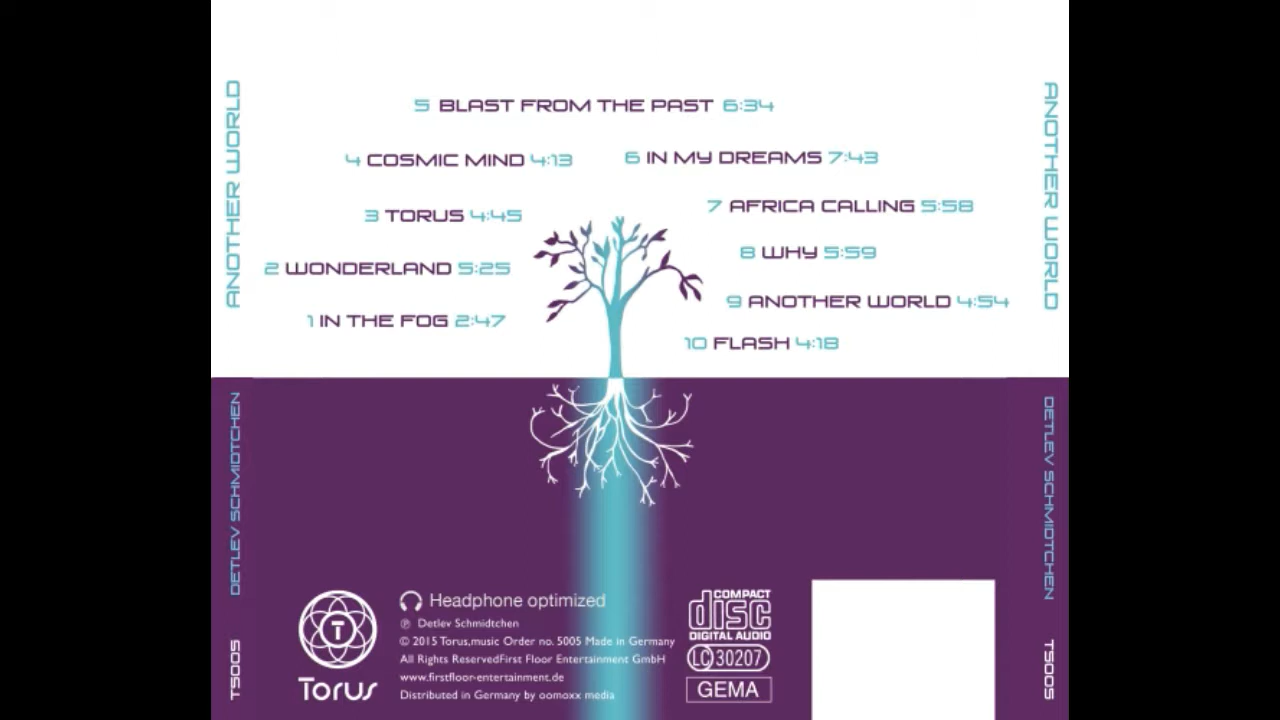 5 BLAST FROM THE PAST 6:34
4 COSMIC MIND 4:13
6 IN MY DREAMS 7:43
3 TORUS 4:45
7 AFRICA CALLING 5:58
8 WHY 5:59
2 WONDERLAND 5:25
9 ANOTHER WORLD 4:54
1 IN THE FOG 2:47
10 FLASH 4:18
ANOTHER WORLD
DETLEV SCHMIDTCHEN
TS005
ANOTHER WORLD
DETLEV SCHMIDTCHEN
TS005
T
Torus
Headphone optimized
℗ Detlev Schmidtchen
© 2015 Torus,music Order no. 5005 Made in Germany
All Rights ReservedFirst Floor Entertainment GmbH
www.firstfloor-entertainment.de
Distributed in Germany by oomoxx media
COMPACT
disc
DIGITAL AUDIO
LC 30207
GEMA